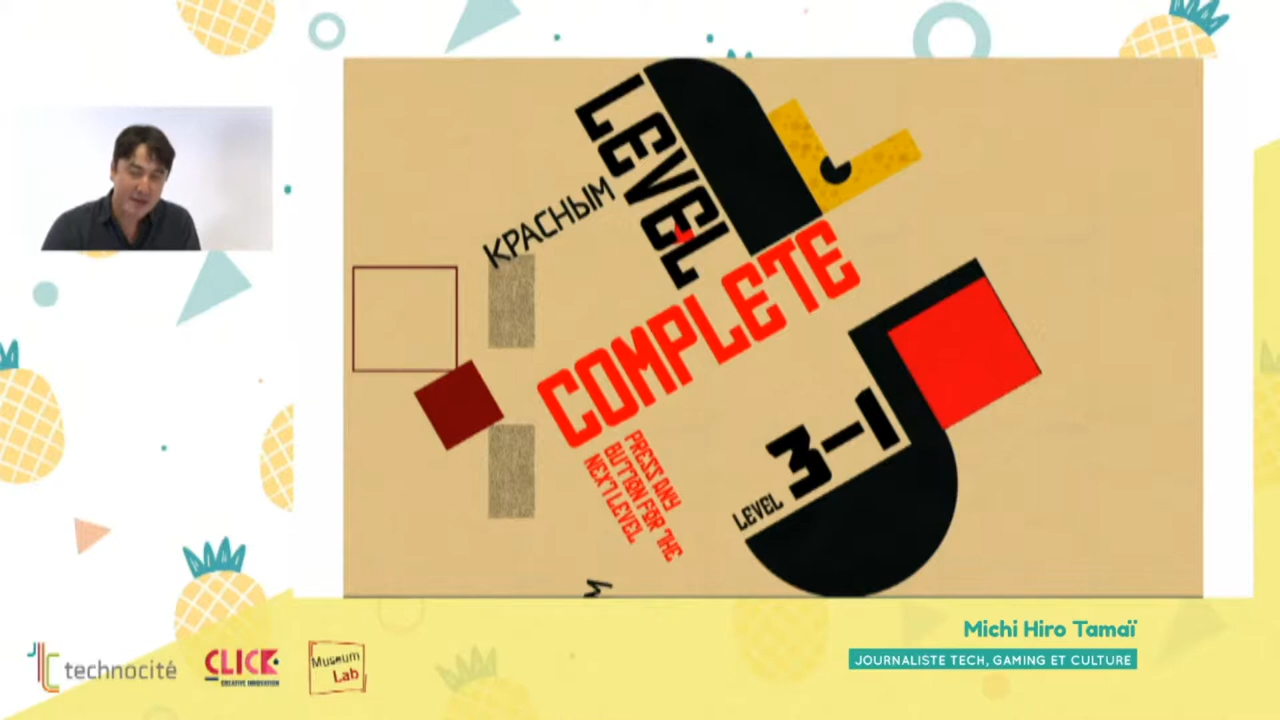 LEVEL
КРАСНЫМ
COMPLETE
PRESS ANY
BUTTON FOR THE
NEXT LEVEL
3-1
LEVEL
Michi Hiro Tamaï
JOURNALISTE TECH, GAMING ET CULTURE
technocité
CLICK
CREATIVE INNOVATION
Museum
Lab